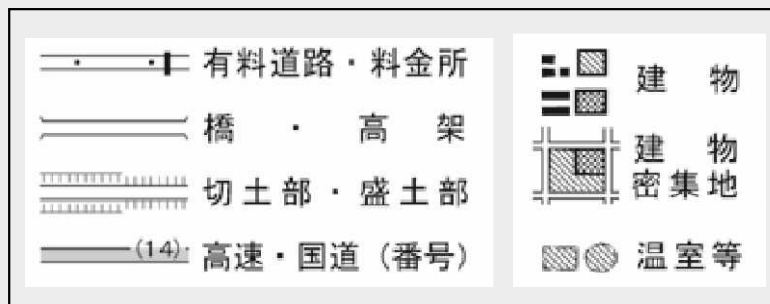 有料道路・料金所
橋・高架
切土部・盛土部
(14) 高速・国道（番号）
建物
建物
密集地
温室等